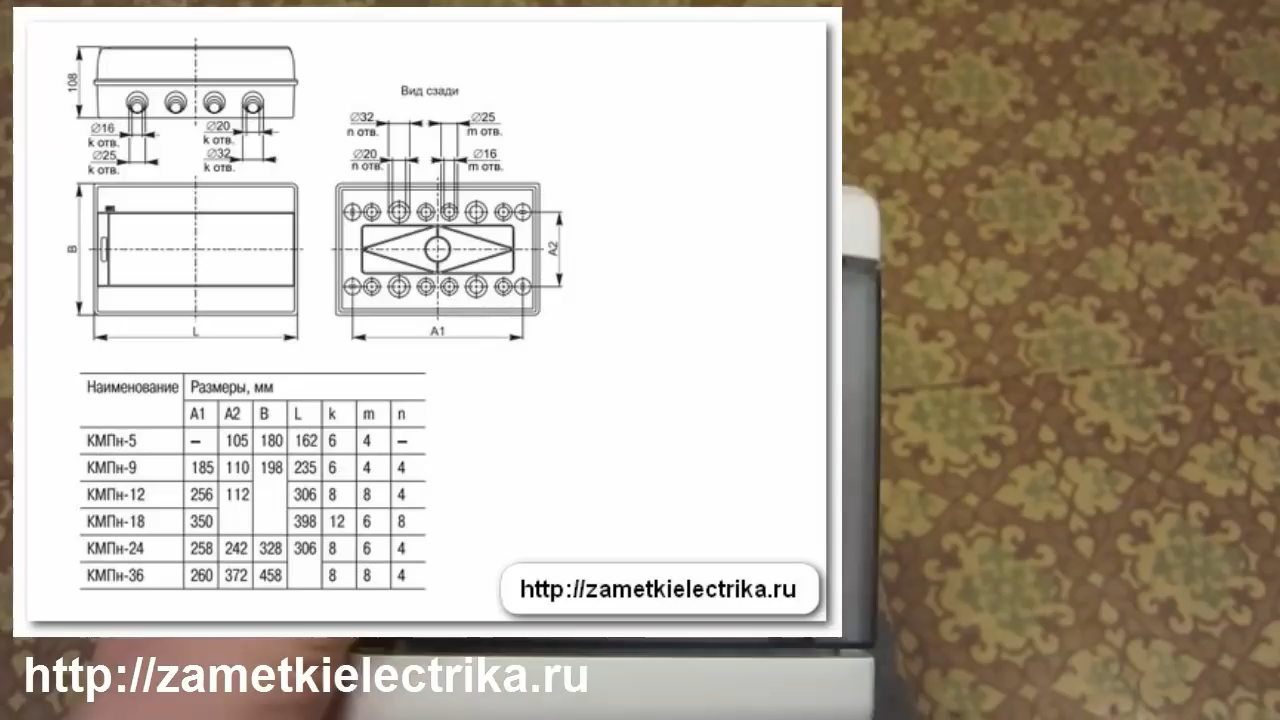 108
Ø16
k отв.
Ø25
k отв.
Ø20
k отв.
Ø32
k отв.
B
L
Вид сзади
Ø32
n отв.
Ø25
m отв.
Ø20
n отв.
Ø16
m отв.
A2
A1
Наименование Размеры, мм
A1 A2 B L k m n
КМПн-5 – 105 180 162 6 4 –
КМПн-9 185 110 198 235 6 4 4
КМПн-12 256 112 306 8 8 4
КМПн-18 350 398 12 6 8
КМПн-24 258 242 328 306 8 6 4
КМПн-36 260 372 458 8 8 4
http://zametkielectrika.ru
http://zametkielectrika.ru